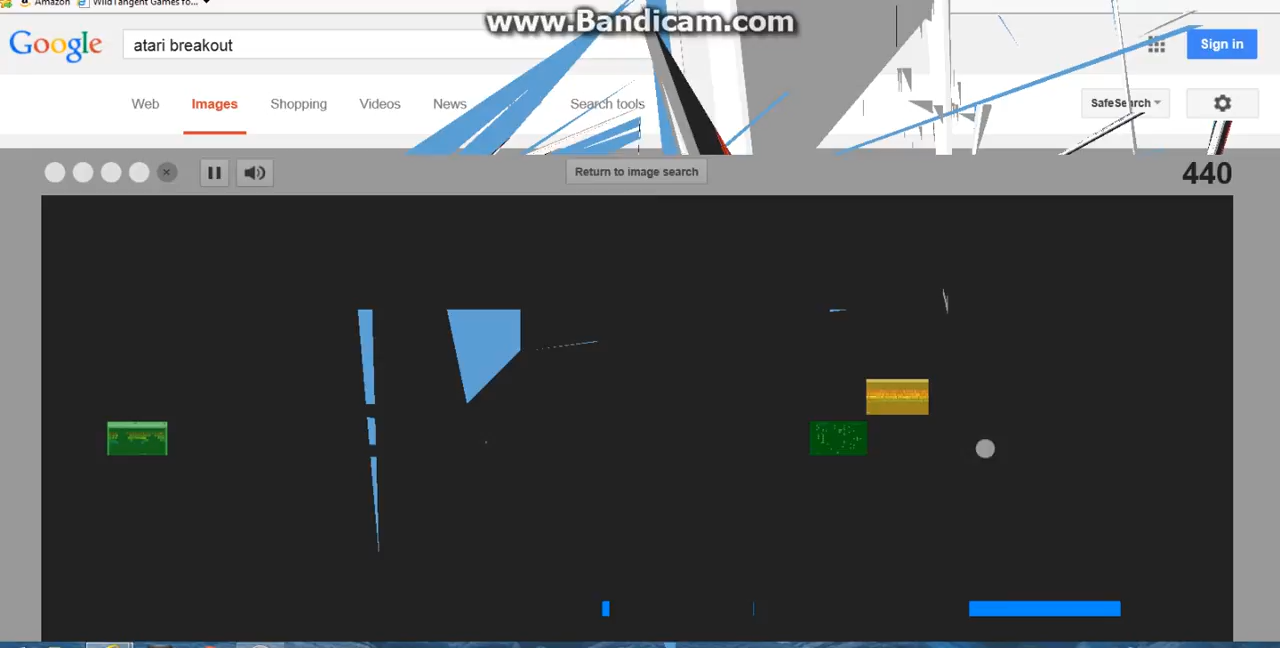 Amazon WildTangent Games fo...
www.Bandicam.com
Google atari breakout Sign in
Web Images Shopping Videos News Search tools SafeSearch
Return to image search 440